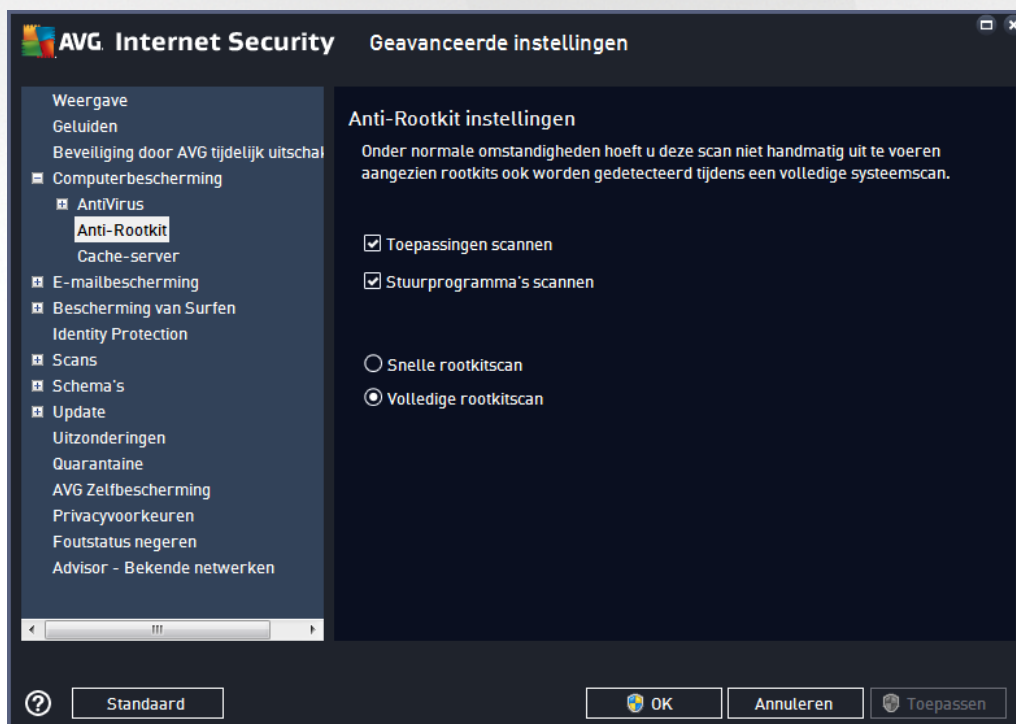 AVG. Internet Security
Geavanceerde instellingen
Weergave
Geluiden
Beveiliging door AVG tijdelijk uitschak
Computerbescherming
AntiVirus
Anti-Rootkit
Cache-server
E-mailbescherming
Bescherming van Surfen
Identity Protection
Scans
Schema's
Update
Uitzonderingen
Quarantaine
AVG Zelfbescherming
Privacyvoorkeuren
Foutstatus negeren
Advisor - Bekende netwerken
Anti-Rootkit instellingen
Onder normale omstandigheden hoeft u deze scan niet handmatig uit te voeren
aangezien rootkits ook worden gedetecteerd tijdens een volledige systeemscan.
Toepassingen scannen
Stuurprogramma's scannen
Snelle rootkitscan
Volledige rootkitscan
Standaard
OK
Annuleren
Toepassen